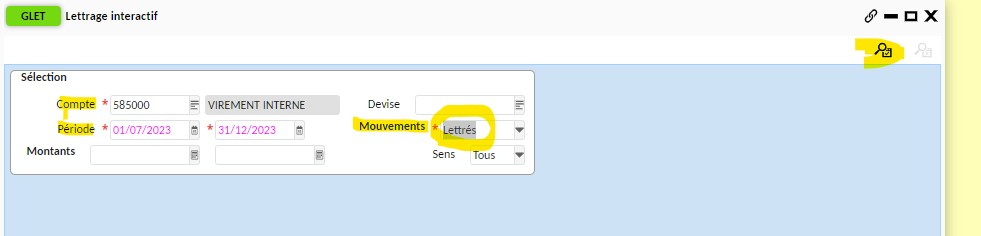 GLET Lettrage interactif
Sélection
Compte * 585000 VIREMENT INTERNE Devise
Période * 01/07/2023 * 31/12/2023 Mouvements * Lettrés
Montants Sens Tous